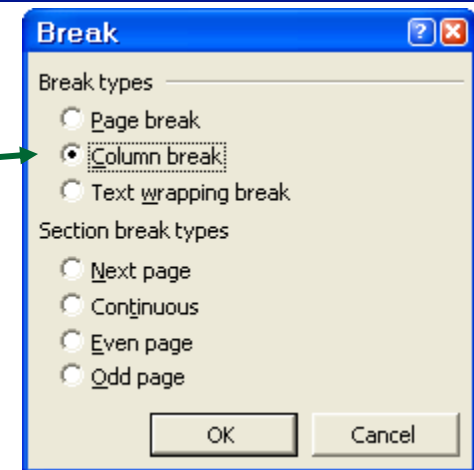 Break
Break types
Page break
Column break
Text wrapping break
Section break types
Next page
Continuous
Even page
Odd page
OK Cancel